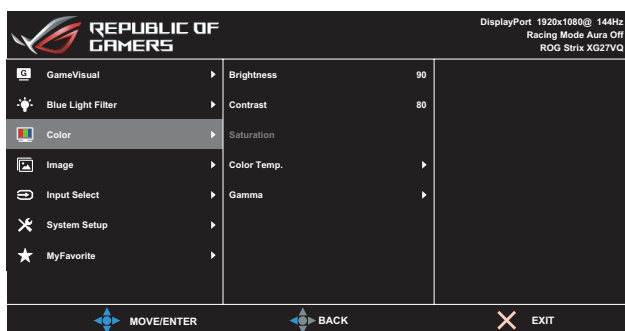 REPUBLIC OF
GAMERS
DisplayPort 1920x1080@ 144Hz
Racing Mode Aura Off
ROG Strix XG27VQ
G
GameVisual
Blue Light Filter
Color
Image
Input Select
System Setup
MyFavorite
Brightness 90
Contrast 80
Saturation
Color Temp.
Gamma
MOVE/ENTER
BACK
EXIT